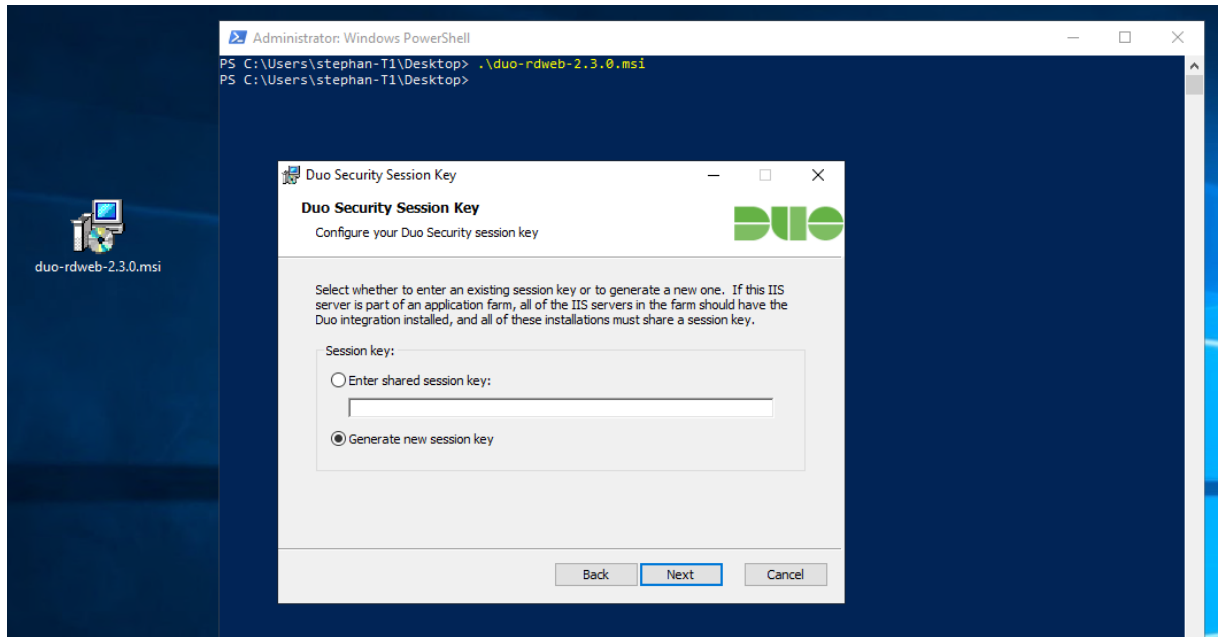 Administrator: Windows PowerShell
PS C:\Users\stephan-T1\Desktop> .\duo-rdweb-2.3.0.msi
PS C:\Users\stephan-T1\Desktop>
duo-rdweb-2.3.0.msi
Duo Security Session Key
Duo Security Session Key
Configure your Duo Security session key
DUO
Select whether to enter an existing session key or to generate a new one. If this IIS
server is part of an application farm, all of the IIS servers in the farm should have the
Duo integration installed, and all of these installations must share a session key.
Session key:
Enter shared session key:
Generate new session key
Back
Next
Cancel